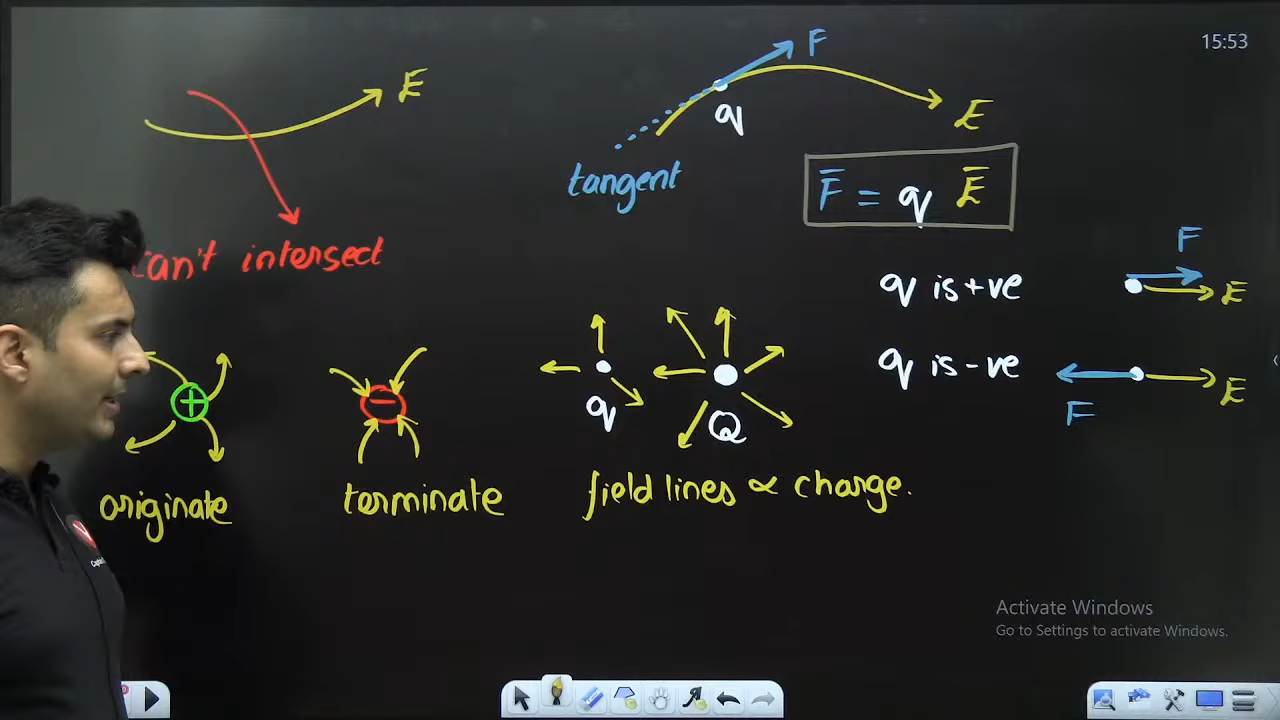 15:53
E
F
q
E
tangent
F̅ = q E̅
can't intersect
F
q is +ve
E
q is -ve
E
F
+
-
q
Q
originate
terminate
field lines ∝ charge.
Activate Windows
Go to Settings to activate Windows.